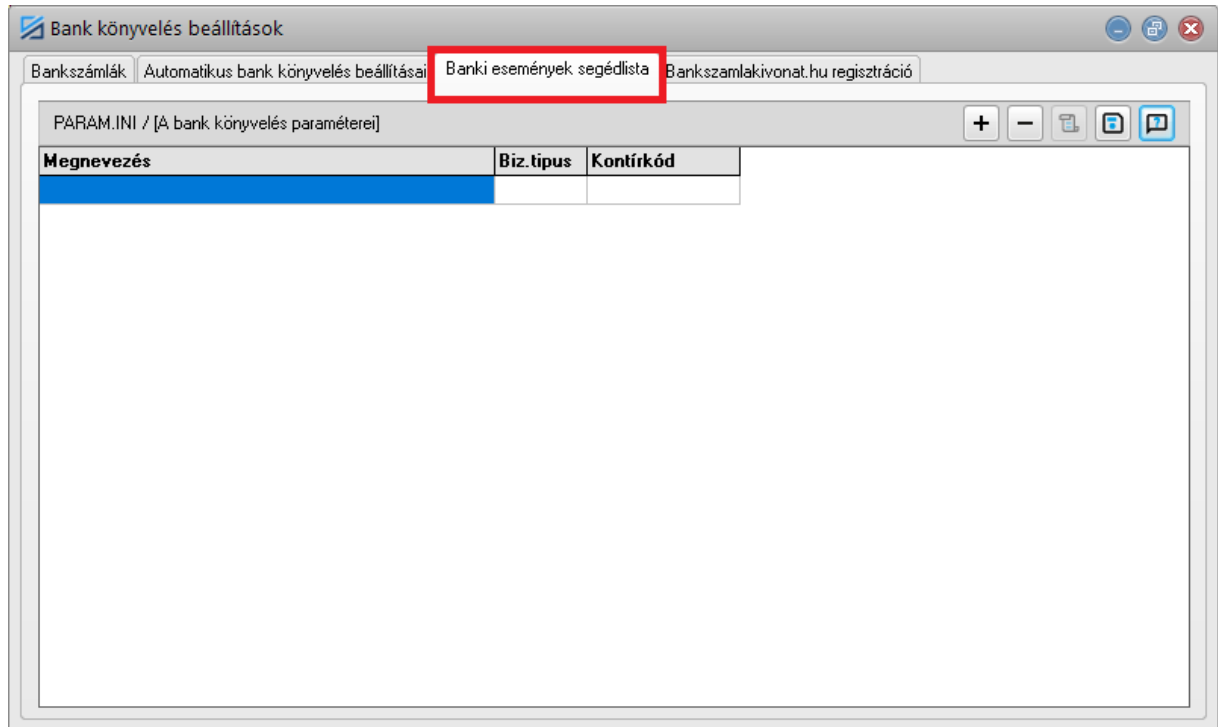 Bank könyvelés beállítások
Bankszámlák Automatikus bank könyvelés beállításai Banki események segédlista Bankszamlakivonat.hu regisztráció
PARAM.INI / [A bank könyvelés paraméterei]
Megnevezés Biz.tipus Kontírkód